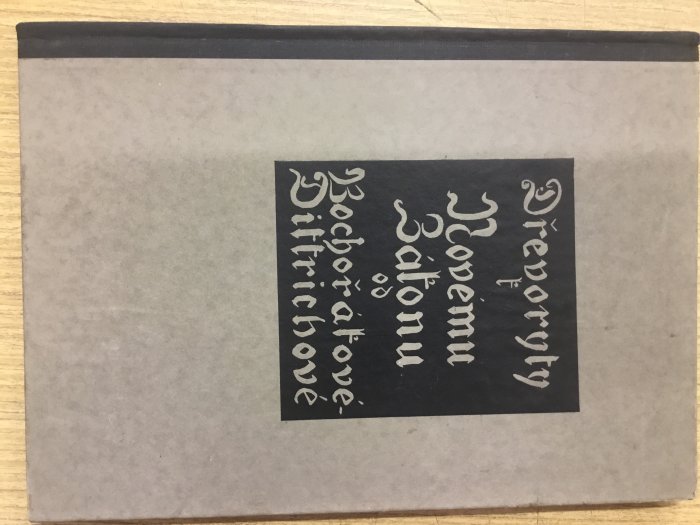 Dřevoryty
k
Novému
Zákonu
od
Bochořákové-
Dittrichové